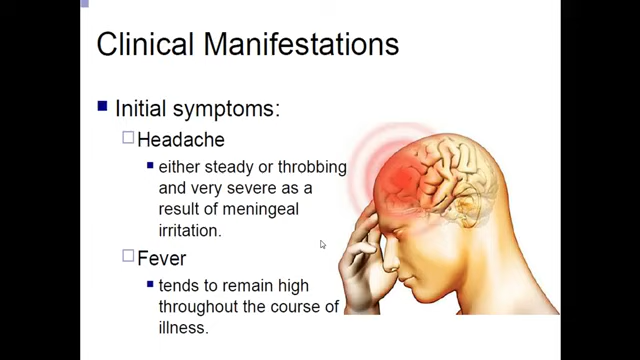 Clinical Manifestations
Initial symptoms:
Headache
either steady or throbbing
and very severe as a
result of meningeal
irritation.
Fever
tends to remain high
throughout the course of
illness.